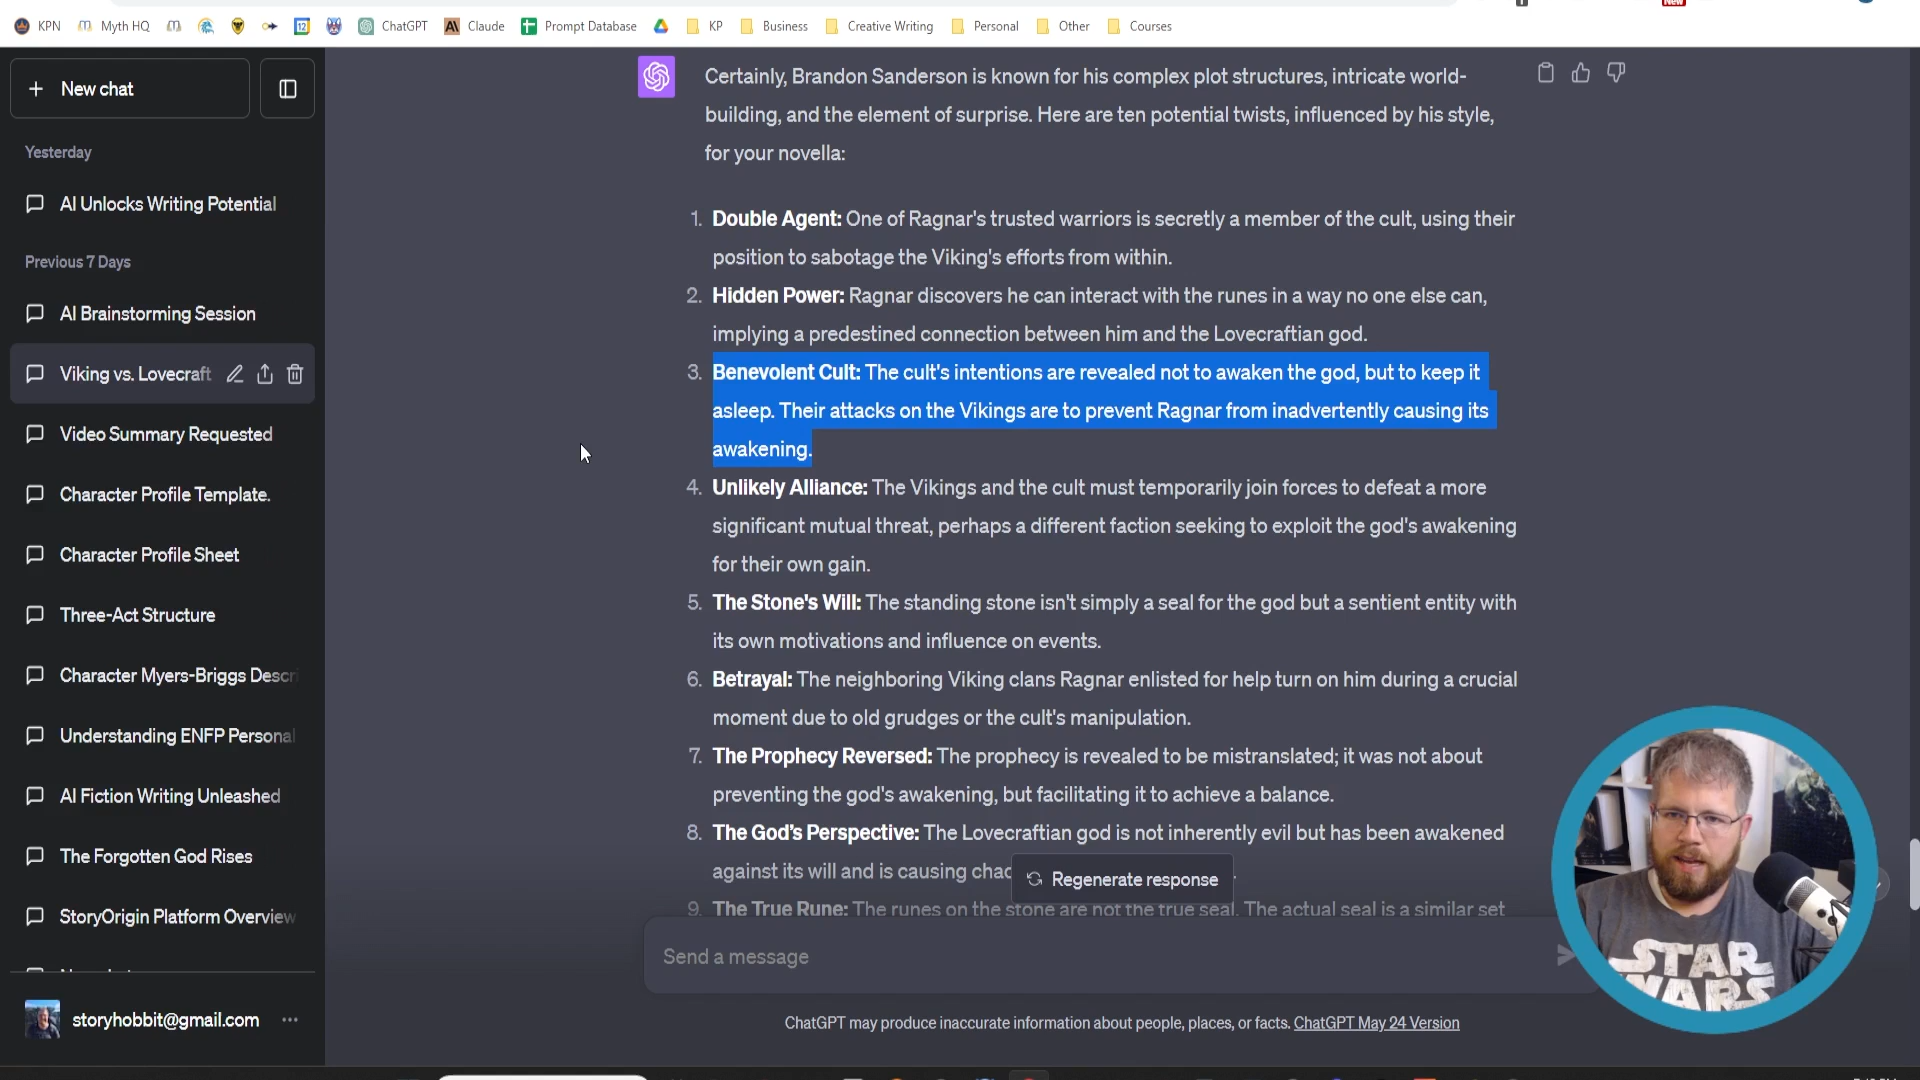 KPN
Myth HQ
12
ChatGPT
Claude
Prompt Database
KP
Business
Creative Writing
Personal
Other
Courses
New
New chat
Yesterday
AI Unlocks Writing Potential
Previous 7 Days
AI Brainstorming Session
Viking vs. Lovecraft
Video Summary Requested
Character Profile Template.
Character Profile Sheet
Three-Act Structure
Character Myers-Briggs Descri
Understanding ENFP Personal
AI Fiction Writing Unleashed
The Forgotten God Rises
StoryOrigin Platform Overview
storyhobbit@gmail.com
Certainly, Brandon Sanderson is known for his complex plot structures, intricate world-
building, and the element of surprise. Here are ten potential twists, influenced by his style,
for your novella:
1. Double Agent: One of Ragnar's trusted warriors is secretly a member of the cult, using their
position to sabotage the Viking's efforts from within.
2. Hidden Power: Ragnar discovers he can interact with the runes in a way no one else can,
implying a predestined connection between him and the Lovecraftian god.
3. Benevolent Cult: The cult's intentions are revealed not to awaken the god, but to keep it
asleep. Their attacks on the Vikings are to prevent Ragnar from inadvertently causing its
awakening.
4. Unlikely Alliance: The Vikings and the cult must temporarily join forces to defeat a more
significant mutual threat, perhaps a different faction seeking to exploit the god's awakening
for their own gain.
5. The Stone's Will: The standing stone isn't simply a seal for the god but a sentient entity with
its own motivations and influence on events.
6. Betrayal: The neighboring Viking clans Ragnar enlisted for help turn on him during a crucial
moment due to old grudges or the cult's manipulation.
7. The Prophecy Reversed: The prophecy is revealed to be mistranslated; it was not about
preventing the god's awakening, but facilitating it to achieve a balance.
8. The God's Perspective: The Lovecraftian god is not inherently evil but has been awakened
against its will and is causing
Regenerate response
9. The True Rune: The runes on the stone are not the true seal. The actual seal is a similar set
Send a message
ChatGPT may produce inaccurate information about people, places, or facts. ChatGPT May 24 Version
STAR
WARS